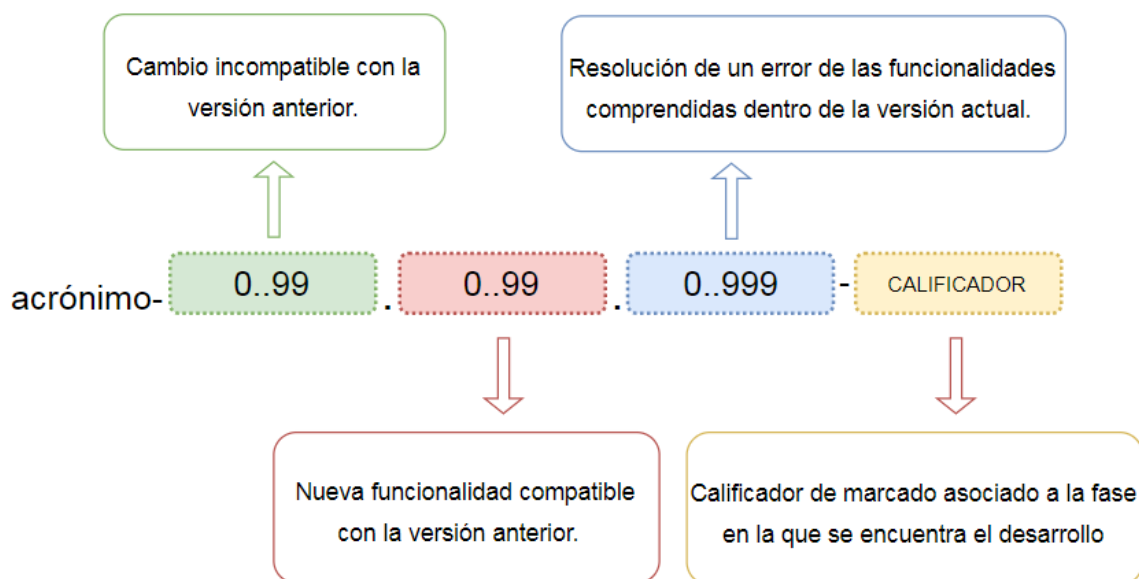 Cambio incompatible con la
versión anterior.
Resolución de un error de las funcionalidades
comprendidas dentro de la versión actual.
acrónimo- 0..99 . 0..99 . 0..999 - CALIFICADOR
Nueva funcionalidad compatible
con la versión anterior.
Calificador de marcado asociado a la fase
en la que se encuentra el desarrollo